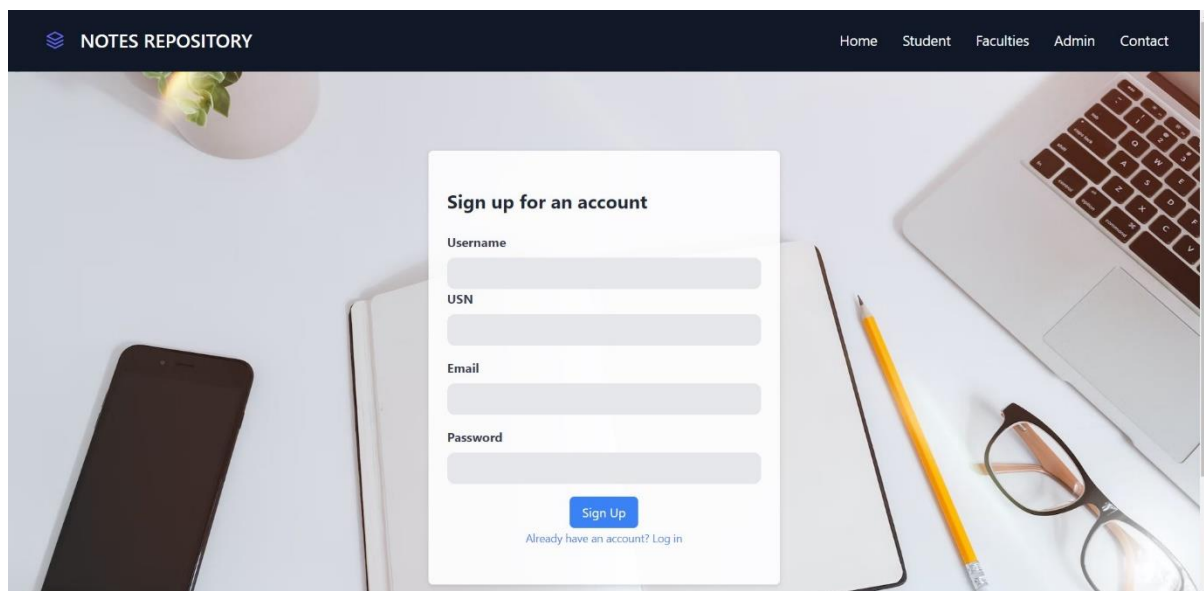 NOTES REPOSITORY
Home Student Faculties Admin Contact
Sign up for an account
Username
USN
Email
Password
Sign Up
Already have an account? Log in